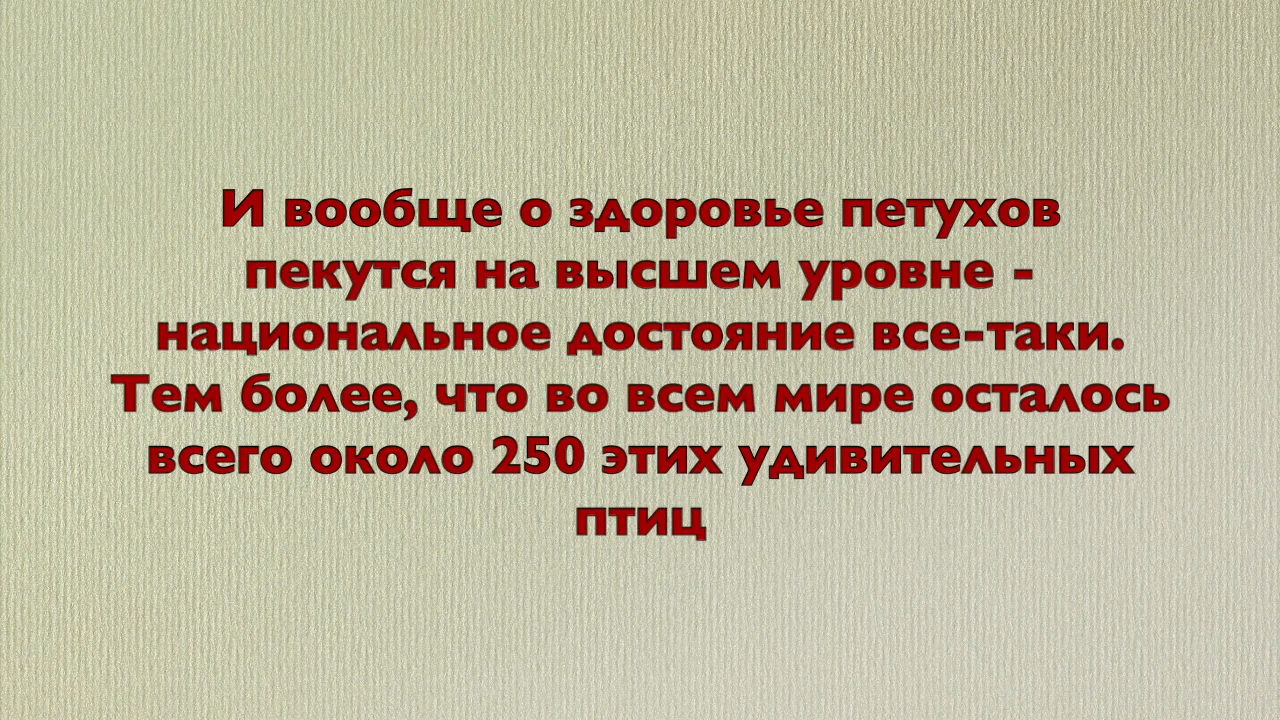 И вообще о здоровье петухов
пекутся на высшем уровне -
национальное достояние все-таки.
Тем более, что во всем мире осталось
всего около 250 этих удивительных
птиц